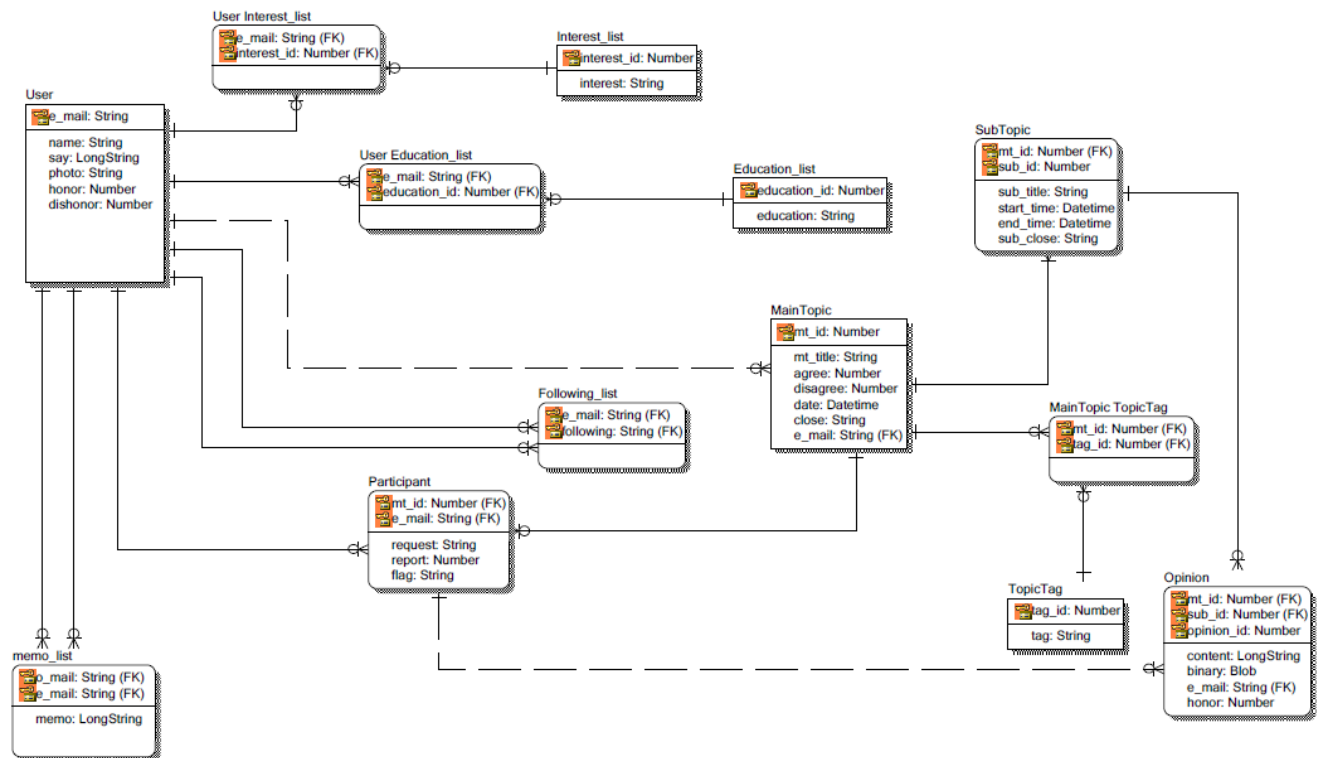 User Interest_list
e_mail: String (FK)
interest_id: Number (FK)
Interest_list
interest_id: Number
interest: String
User
e_mail: String
name: String
say: LongString
photo: String
honor: Number
dishonor: Number
User Education_list
e_mail: String (FK)
education_id: Number (FK)
Education_list
education_id: Number
education: String
SubTopic
mt_id: Number (FK)
sub_id: Number
sub_title: String
start_time: Datetime
end_time: Datetime
sub_close: String
MainTopic
mt_id: Number
mt_title: String
agree: Number
disagree: Number
date: Datetime
close: String
e_mail: String (FK)
Following_list
e_mail: String (FK)
following: String (FK)
MainTopic TopicTag
mt_id: Number (FK)
tag_id: Number (FK)
Participant
mt_id: Number (FK)
e_mail: String (FK)
request: String
report: Number
flag: String
TopicTag
tag_id: Number
tag: String
Opinion
mt_id: Number (FK)
sub_id: Number (FK)
opinion_id: Number
content: LongString
binary: Blob
e_mail: String (FK)
honor: Number
memo_list
o_mail: String (FK)
e_mail: String (FK)
memo: LongString